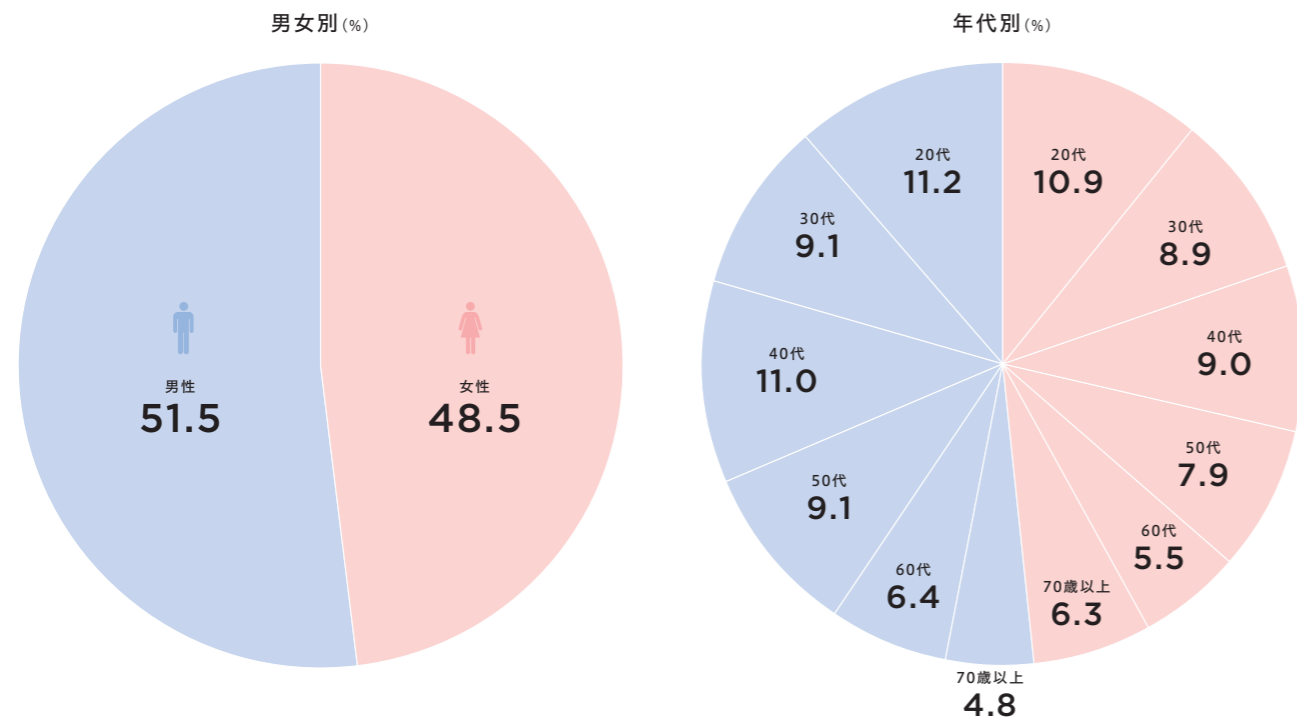 男女別(%)
男性
51.5
女性
48.5
年代別(%)
20代
11.2
20代
10.9
30代
9.1
30代
8.9
40代
11.0
40代
9.0
50代
9.1
50代
7.9
60代
6.4
60代
5.5
70歳以上
6.3
70歳以上
4.8